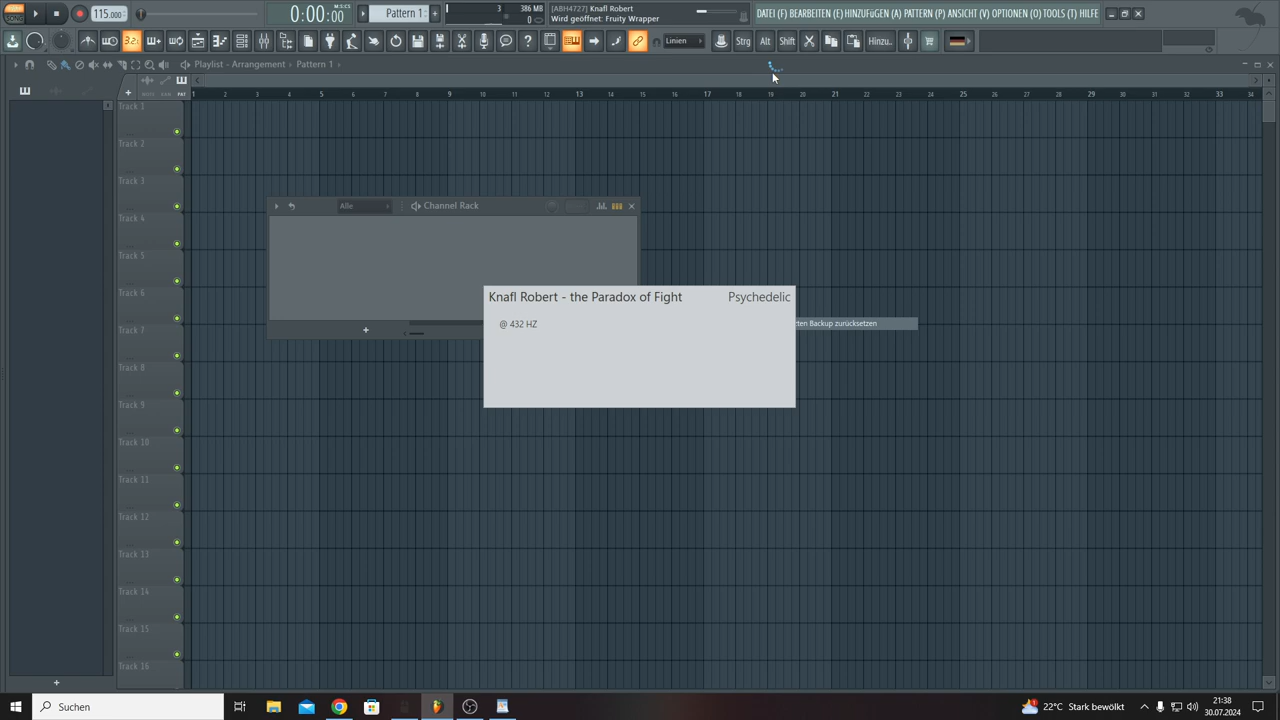 115.000
0:00:00
M:S:CS
Pattern 1
3
386 MB
0
[ABH4727] Knafl Robert
Wird geöffnet: Fruity Wrapper
DATEI (F) BEARBEITEN (E) HINZUFüGEN (A) PATTERN (P) ANSICHT (V) OPTIONEN (O) TOOLS (T) HILFE
Linien
Strg
Alt
Shift
Hinzu..
Playlist - Arrangement › Pattern 1 ›
1 2 3 4 5 6 7 8 9 10 11 12 13 14 15 16 17 18 19 20 21 22 23 24 25 26 27 28 29 30 31 32 33 34
Track 1
Track 2
Track 3
Track 4
Track 5
Track 6
Track 7
Track 8
Track 9
Track 10
Track 11
Track 12
Track 13
Track 14
Track 15
Track 16
Alle
Channel Rack
Knafl Robert - the Paradox of Fight
Psychedelic
@ 432 HZ
tten Backup zurücksetzen
Suchen
22°C Stark bewölkt
21:38
30.07.2024